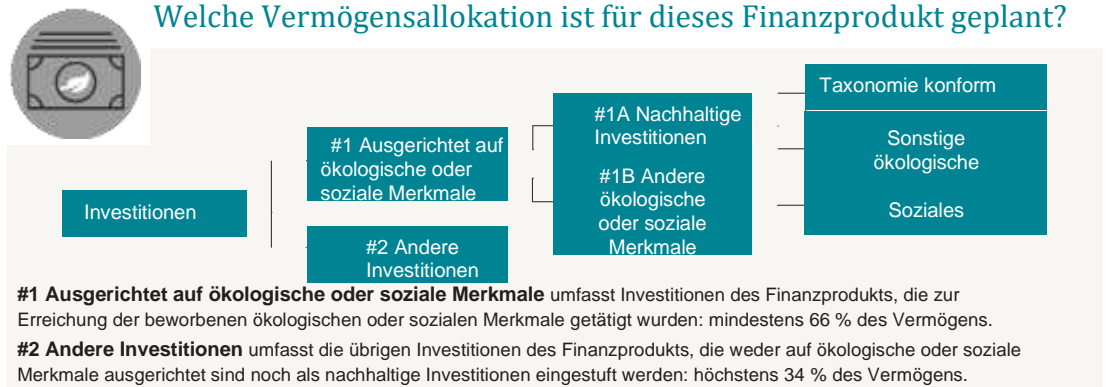 Welche Vermögensallokation ist für dieses Finanzprodukt geplant?
Investitionen
#1 Ausgerichtet auf
ökologische oder
soziale Merkmale
#2 Andere
Investitionen
#1A Nachhaltige
Investitionen
#1B Andere
ökologische
oder soziale
Merkmale
Taxonomie konform
Sonstige
ökologische
Soziales
#1 Ausgerichtet auf ökologische oder soziale Merkmale umfasst Investitionen des Finanzprodukts, die zur
Erreichung der beworbenen ökologischen oder sozialen Merkmale getätigt wurden: mindestens 66 % des Vermögens.
#2 Andere Investitionen umfasst die übrigen Investitionen des Finanzprodukts, die weder auf ökologische oder soziale
Merkmale ausgerichtet sind noch als nachhaltige Investitionen eingestuft werden: höchstens 34 % des Vermögens.